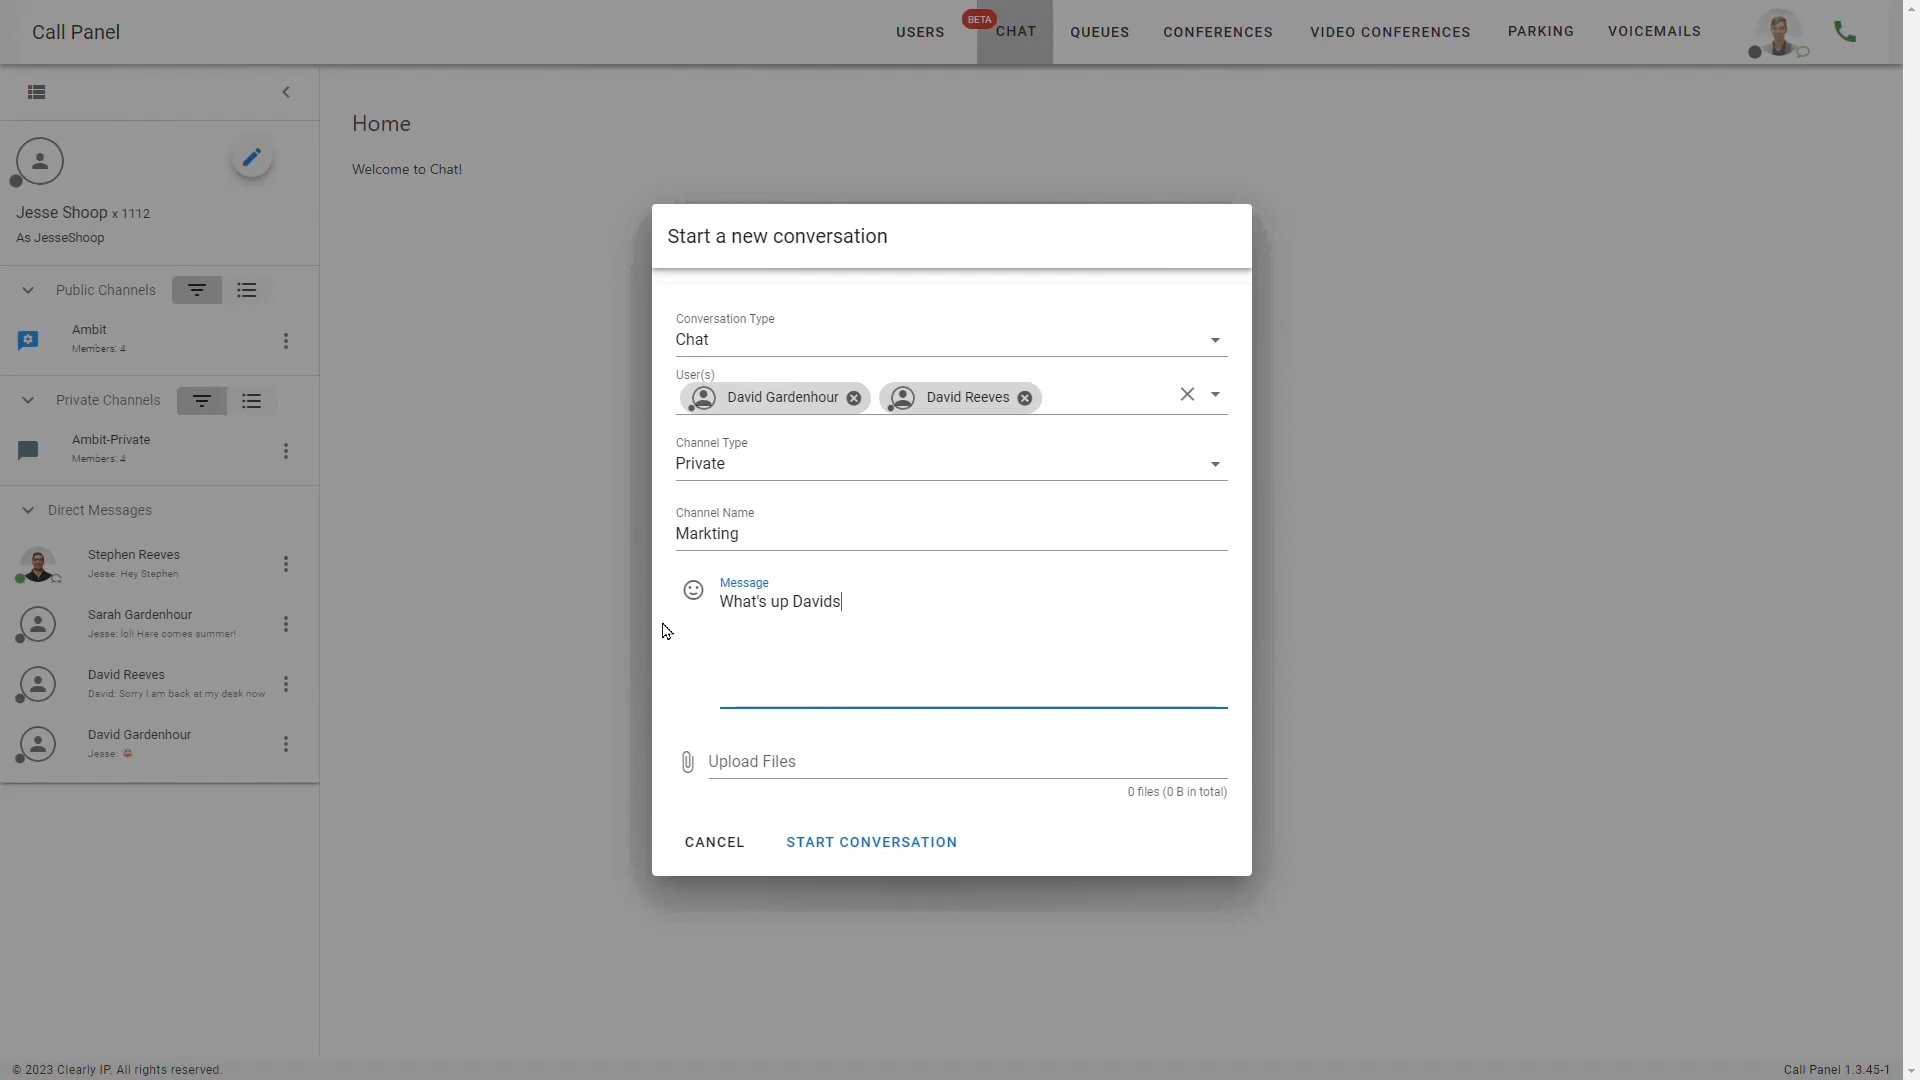 Call Panel
USERS
BETA
CHAT
QUEUES
CONFERENCES
VIDEO CONFERENCES
PARKING
VOICEMAILS
Jesse Shoop x 1112
As JesseShoop
Public Channels
Ambit
Members: 4
Private Channels
Ambit-Private
Members: 4
Direct Messages
Stephen Reeves
Jesse: Hey Stephen
Sarah Gardenhour
Jesse: lol! Here comes summer!
David Reeves
David: Sorry I am back at my desk now
David Gardenhour
Jesse: 
Home
Welcome to Chat!
Start a new conversation
Conversation Type
Chat
User(s)
David Gardenhour
David Reeves
Channel Type
Private
Channel Name
Markting
Message
What's up Davids
Upload Files
0 files (0 B in total)
CANCEL
START CONVERSATION
© 2023 Clearly IP. All rights reserved.
Call Panel 1.3.45-1